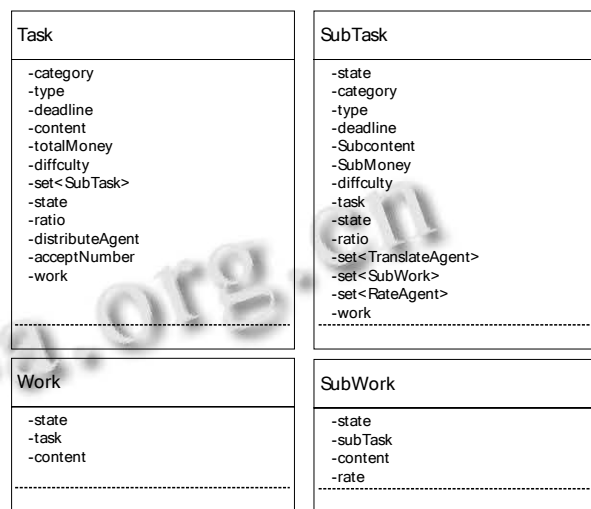 Task
-category
-type
-deadline
-content
-totalMoney
-diffculty
-set<SubTask>
-state
-ratio
-distributeAgent
-acceptNumber
-work
SubTask
-state
-category
-type
-deadline
-Subcontent
-SubMoney
-diffculty
-task
-state
-ratio
-set<TranslateAgent>
-set<SubWork>
-set<RateAgent>
-work
Work
-state
-task
-content
SubWork
-state
-subTask
-content
-rate
a.org.cn